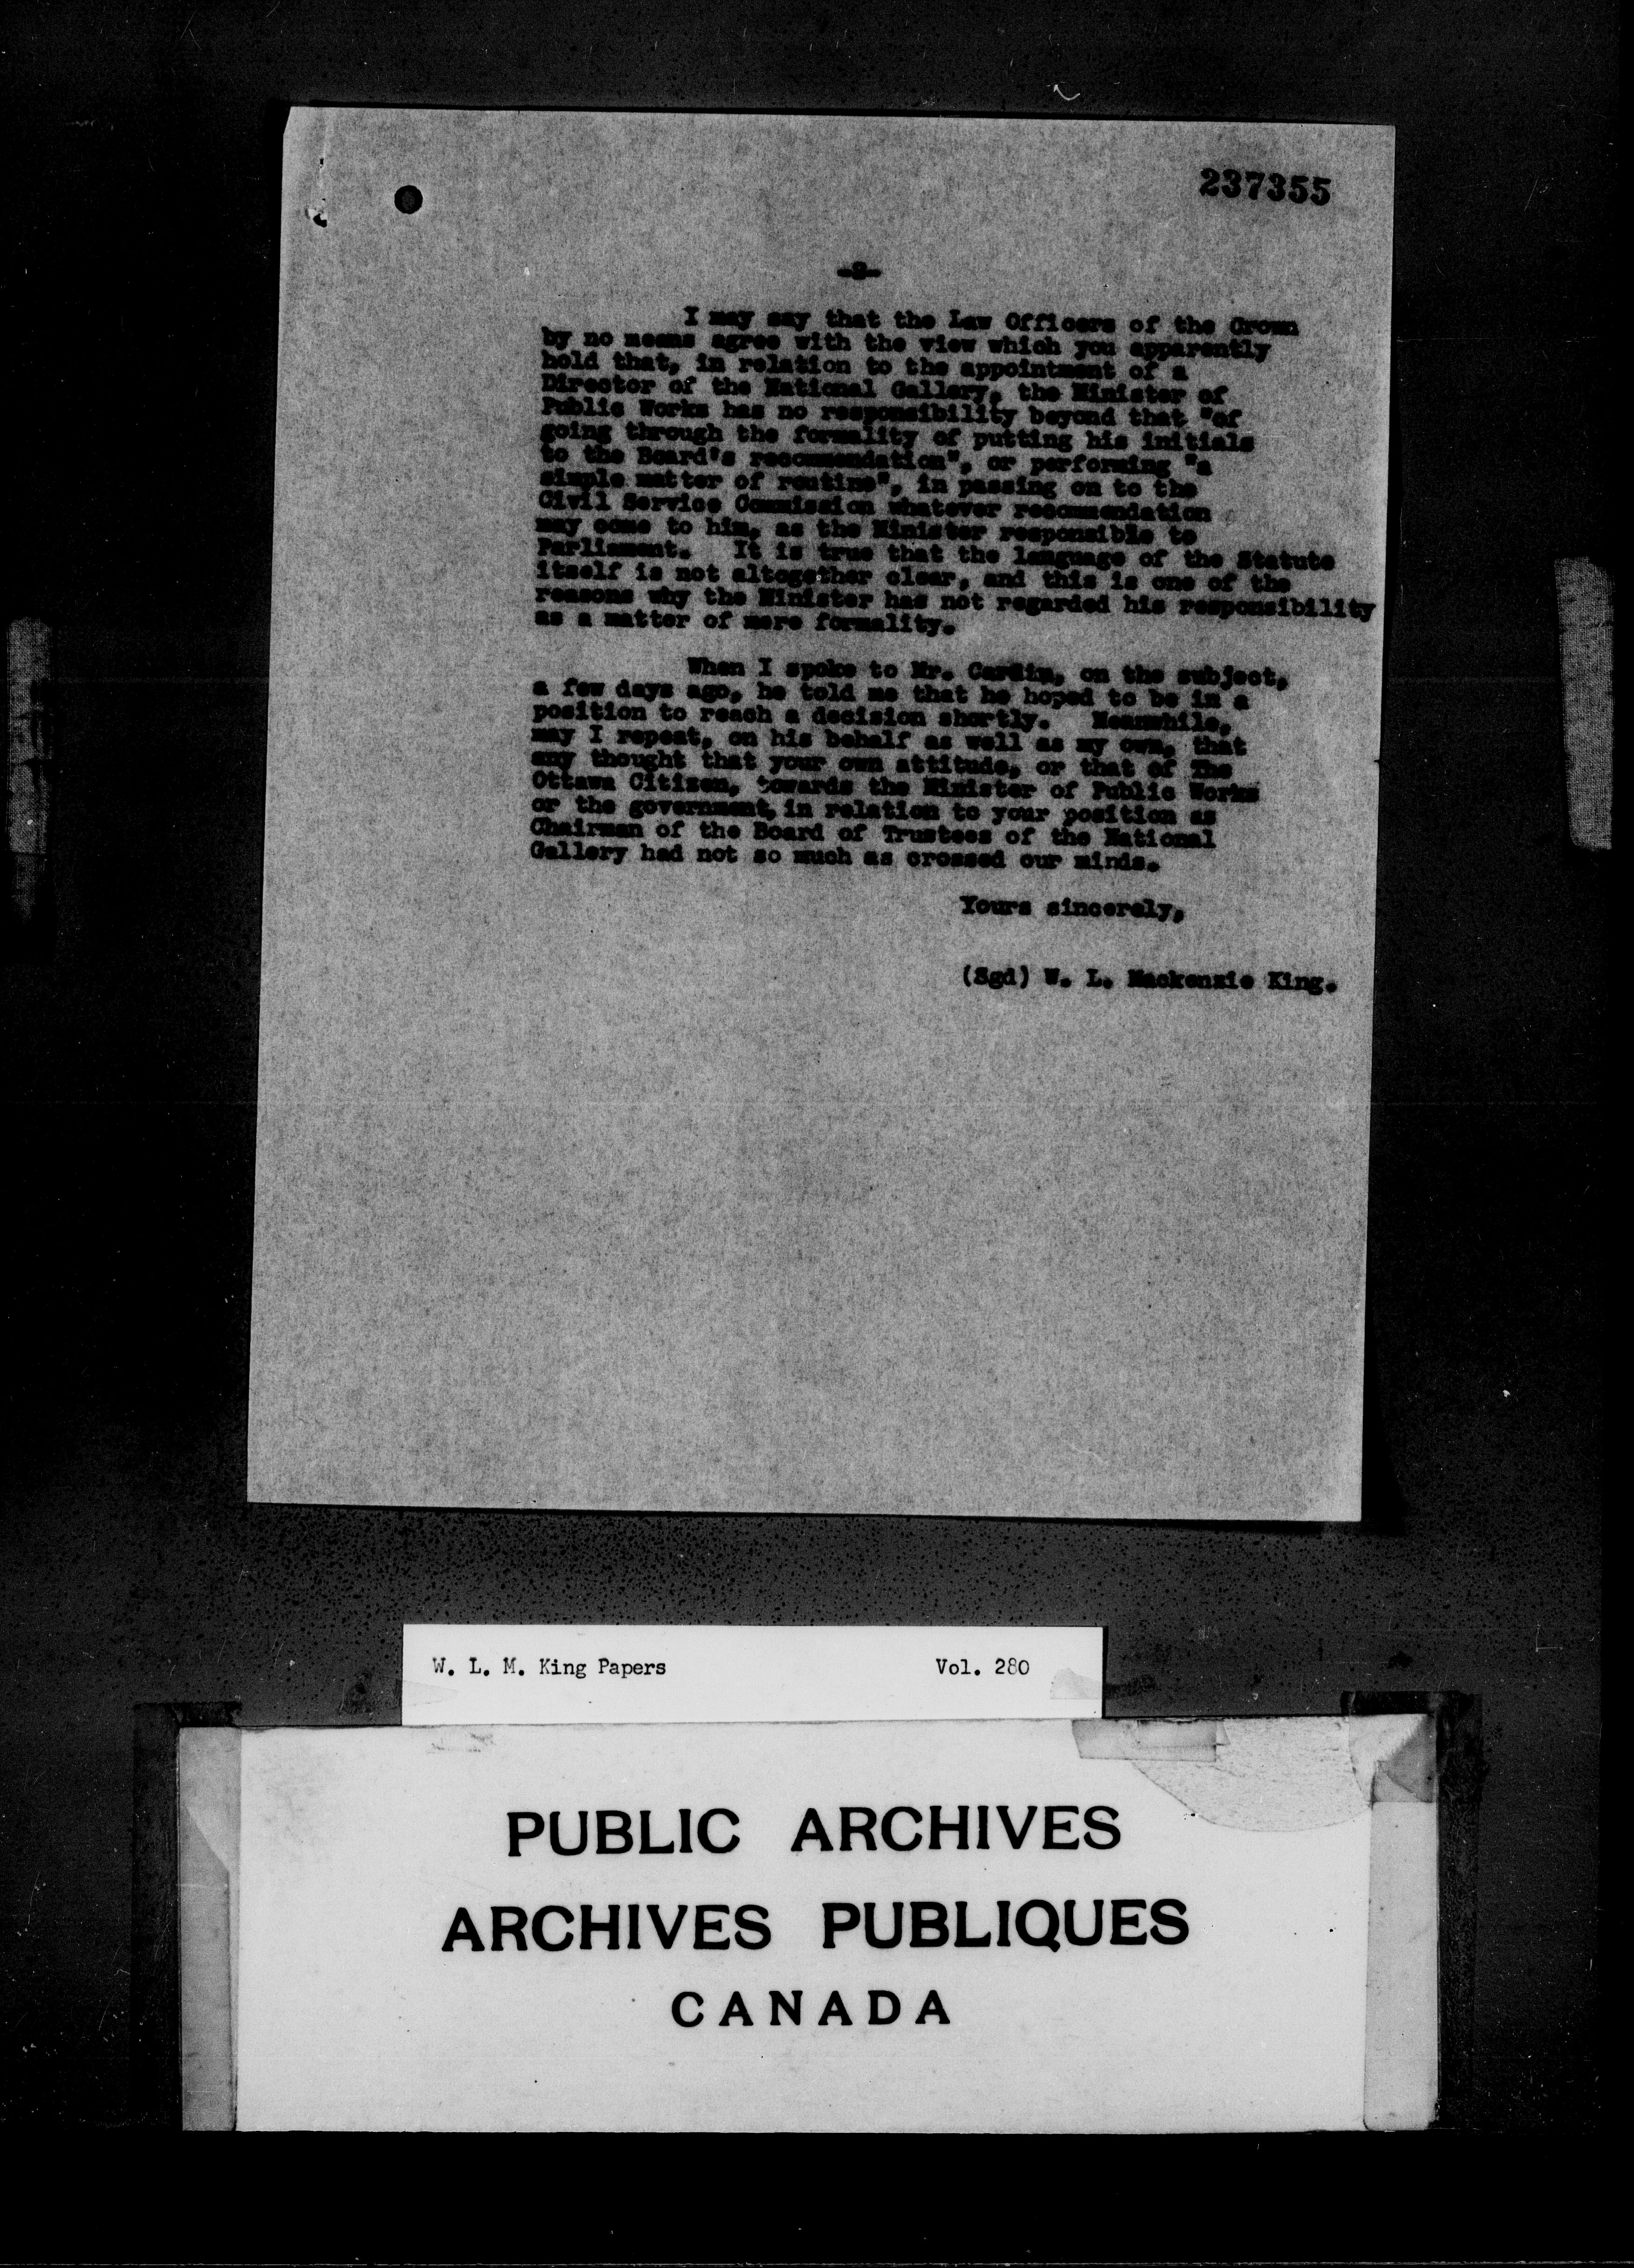 237355
-2-
I may say that the Law Officers of the Crown
by no means agree with the view which you apparently
hold that, in relation to the appointment of a
Director of the National Gallery, the Minister of
Public Works has no responsibility beyond that "of
going through the formality of putting his initials
to the Board's recommendation", or performing "a
simple matter of routine", in passing on to the
Civil Service Commission whatever recommendation
may come to him, as the Minister responsible to
Parliament. It is true that the language of the Statute
itself is not altogether clear, and this is one of the
reasons why the Minister has not regarded his responsibility
as a matter of mere formality.
When I spoke to Mr. Cardin, on the subject,
a few days ago, he told me that he hoped to be in a
position to reach a decision shortly. Meanwhile,
may I repeat, on his behalf as well as my own, that
any thought that your own attitude, or that of The
Ottawa Citizen, towards the Minister of Public Works
or the government, in relation to your position as
Chairman of the Board of Trustees of the National
Gallery had not so much as crossed our minds.
Yours sincerely,
(Sgd) W. L. Mackenzie King.
W. L. M. King Papers Vol. 280
PUBLIC ARCHIVES
ARCHIVES PUBLIQUES
CANADA